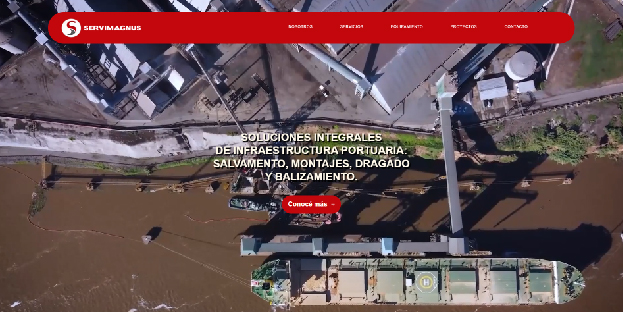 SERVIMAGNUS
NOSOTROS
SERVICIOS
EQUIPAMIENTO
PROYECTOS
CONTACTO
SOLUCIONES INTEGRALES
DE INFRAESTRUCTURA PORTUARIA:
SALVAMENTO, MONTAJES, DRAGADO
Y BALIZAMIENTO.
Conocé más →
H